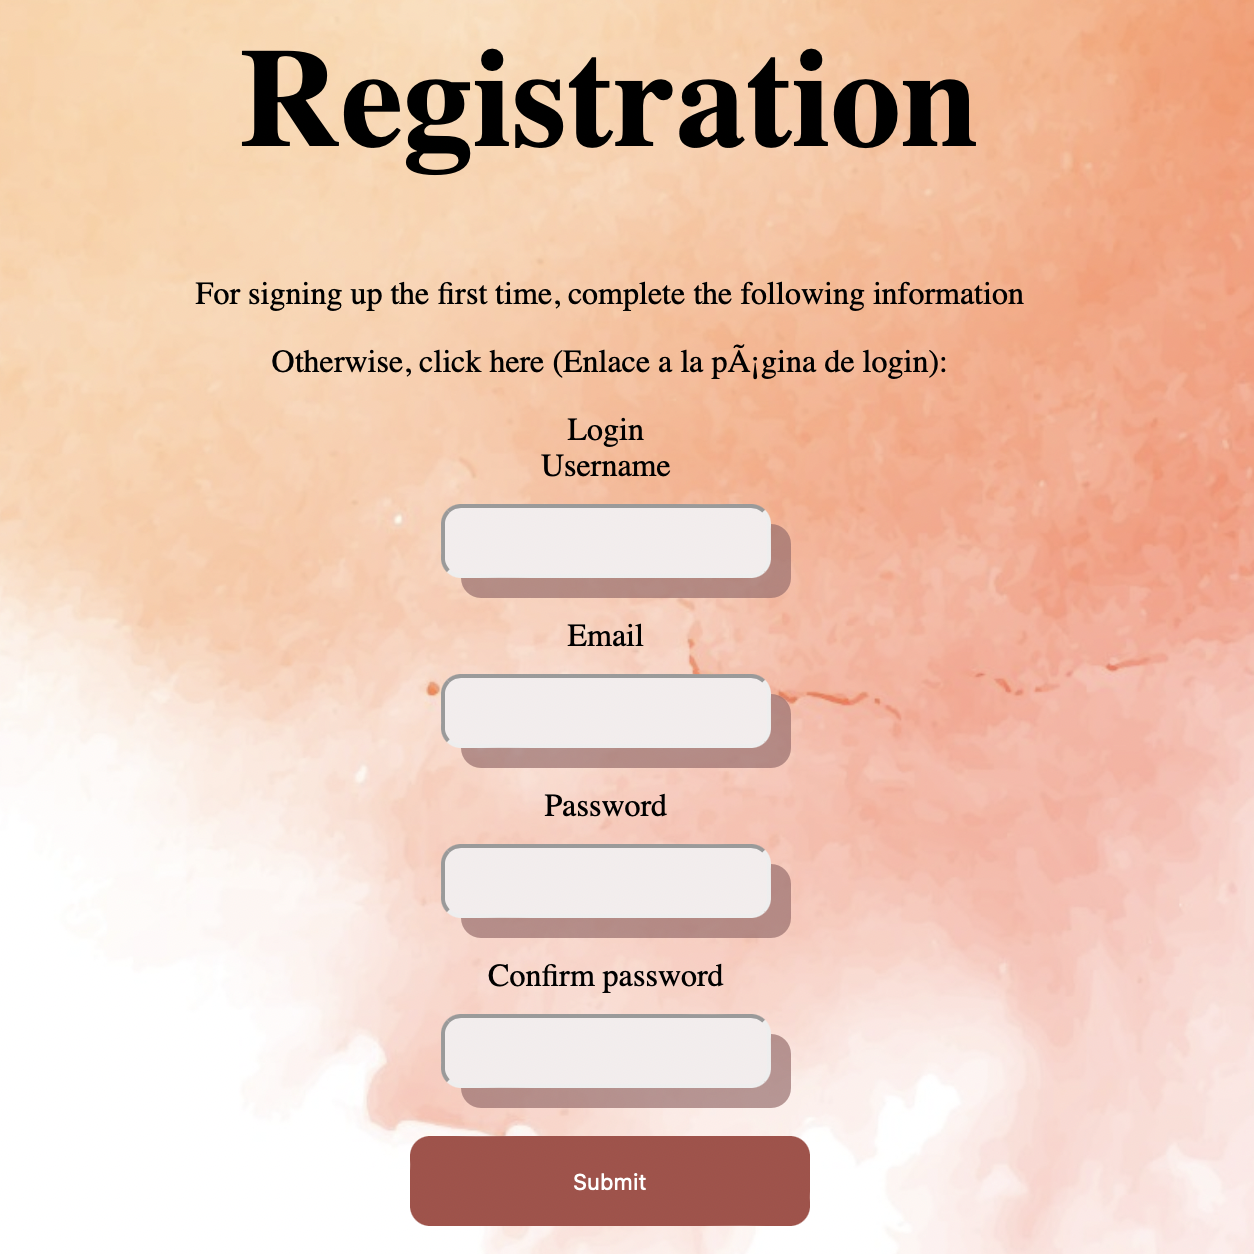 Registration
For signing up the first time, complete the following information
Otherwise, click here (Enlace a la pÃ¡gina de login):
Login
Username
Email
Password
Confirm password
Submit